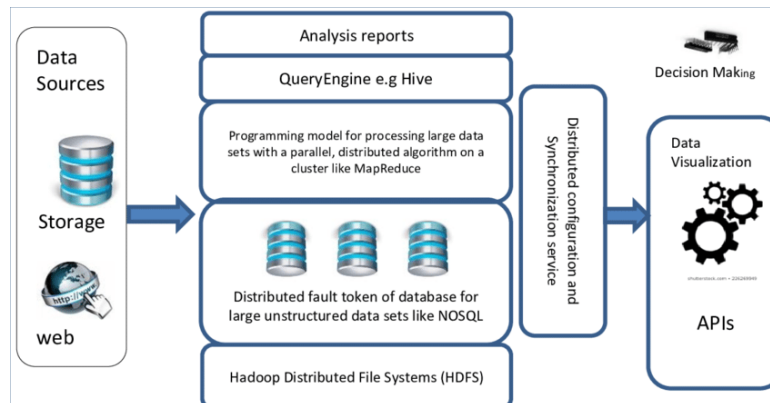 Data
Sources
Storage
http://www.
web
Analysis reports
QueryEngine e.g Hive
Programming model for processing large data
sets with a parallel, distributed algorithm on a
cluster like MapReduce
Distributed fault token of database for
large unstructured data sets like NOSQL
Hadoop Distributed File Systems (HDFS)
Distributed configuration and
Synchronization service
Decision Making
Data
Visualization
APIs